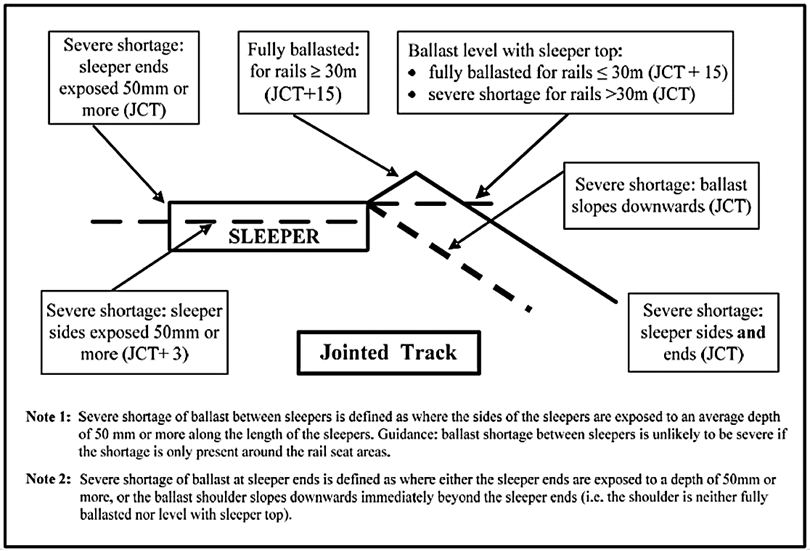 Severe shortage:
sleeper ends
exposed 50mm or
more (JCT)
Fully ballasted:
for rails ≥ 30m
(JCT+15)
Ballast level with sleeper top:
• fully ballasted for rails ≤ 30m (JCT + 15)
• severe shortage for rails >30m (JCT)
Severe shortage: ballast
slopes downwards (JCT)
SLEEPER
Severe shortage: sleeper
sides exposed 50mm or
more (JCT+ 3)
Severe shortage:
sleeper sides and
ends (JCT)
Jointed Track
Note 1: Severe shortage of ballast between sleepers is defined as where the sides of the sleepers are exposed to an average depth
of 50 mm or more along the length of the sleepers. Guidance: ballast shortage between sleepers is unlikely to be severe if
the shortage is only present around the rail seat areas.
Note 2: Severe shortage of ballast at sleeper ends is defined as where either the sleeper ends are exposed to a depth of 50mm or
more, or the ballast shoulder slopes downwards immediately beyond the sleeper ends (i.e. the shoulder is neither fully
ballasted nor level with sleeper top).